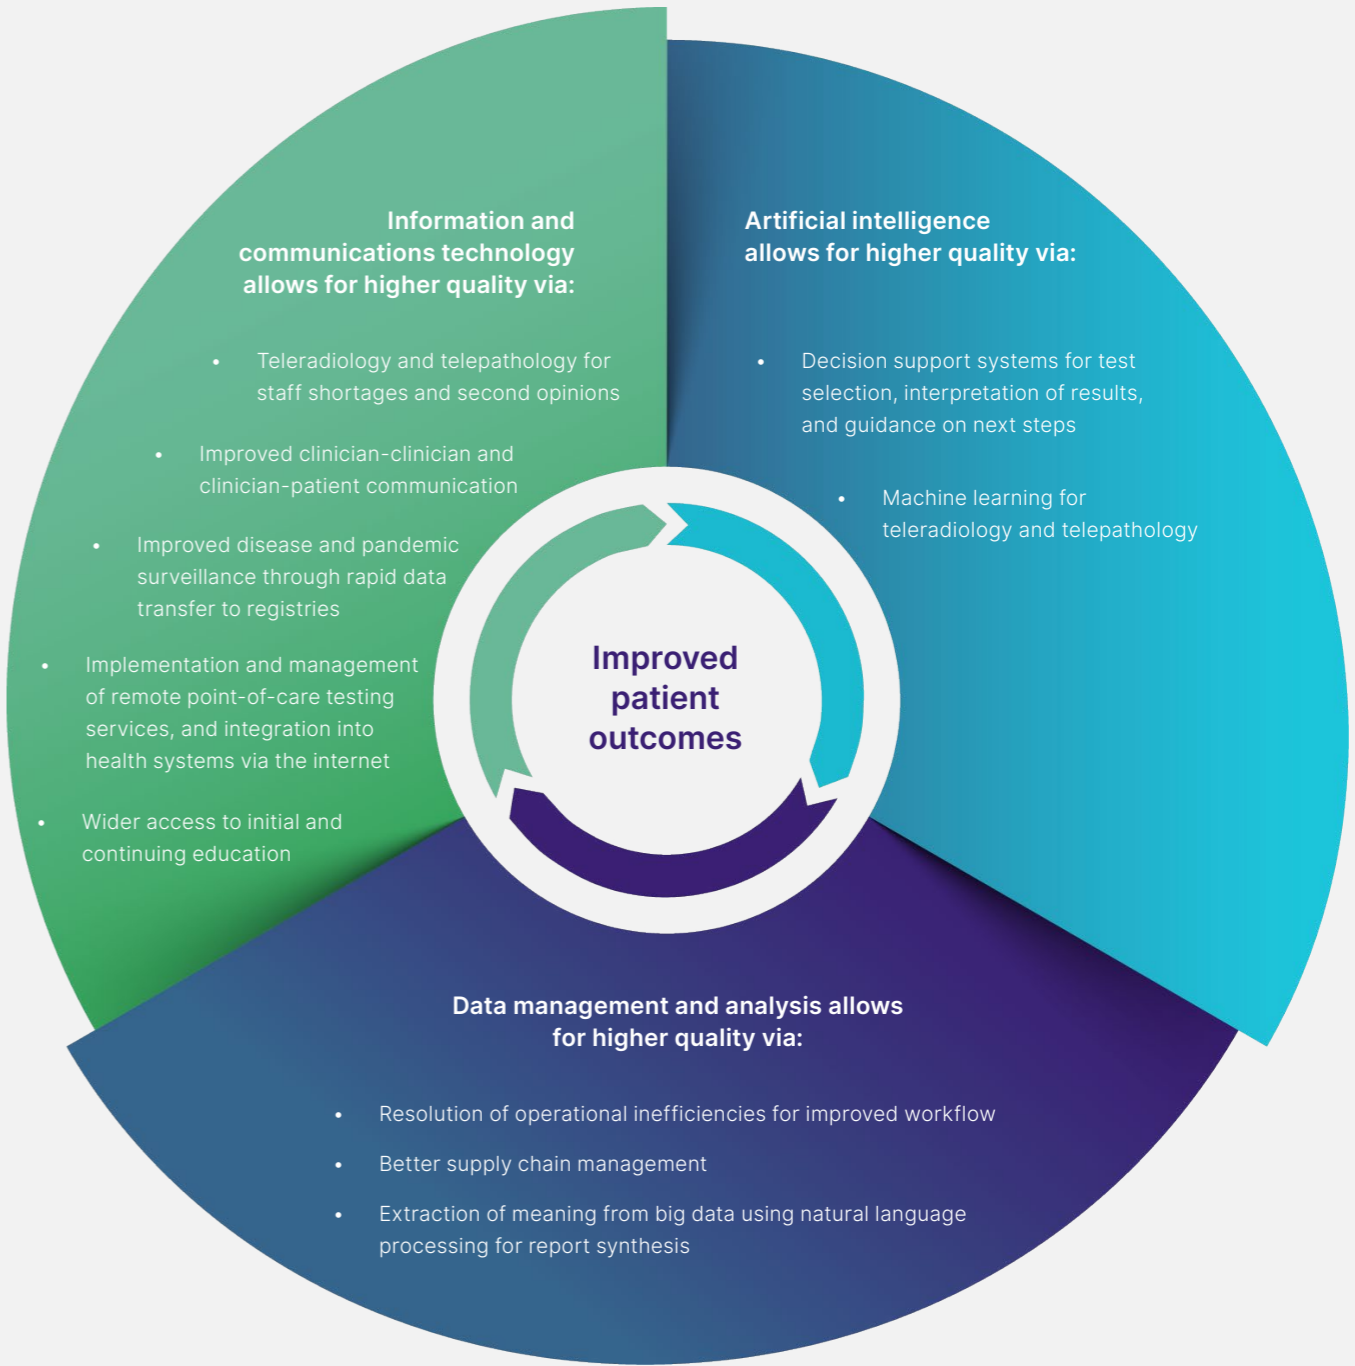 Information and
communications technology
allows for higher quality via:
• Teleradiology and telepathology for
staff shortages and second opinions
• Improved clinician-clinician and
clinician-patient communication
• Improved disease and pandemic
surveillance through rapid data
transfer to registries
• Implementation and management
of remote point-of-care testing
services, and integration into
health systems via the internet
• Wider access to initial and
continuing education
Artificial intelligence
allows for higher quality via:
• Decision support systems for test
selection, interpretation of results,
and guidance on next steps
• Machine learning for
teleradiology and telepathology
Improved
patient
outcomes
Data management and analysis allows
for higher quality via:
• Resolution of operational inefficiencies for improved workflow
• Better supply chain management
• Extraction of meaning from big data using natural language
processing for report synthesis